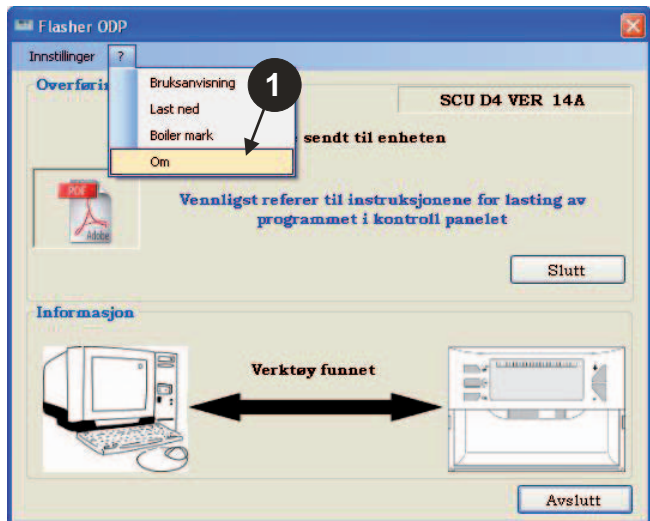 Flasher ODP
Innstillinger ?
Bruksanvisning
Last ned
Boiler mark
Om
1
SCU D4 VER 14A
sendt til enheten
PDF
Adobe
Vennligst referer til instruksjonene for lasting av
programmet i kontroll panelet
Slutt
Informasjon
Verktøy funnet
Avslutt